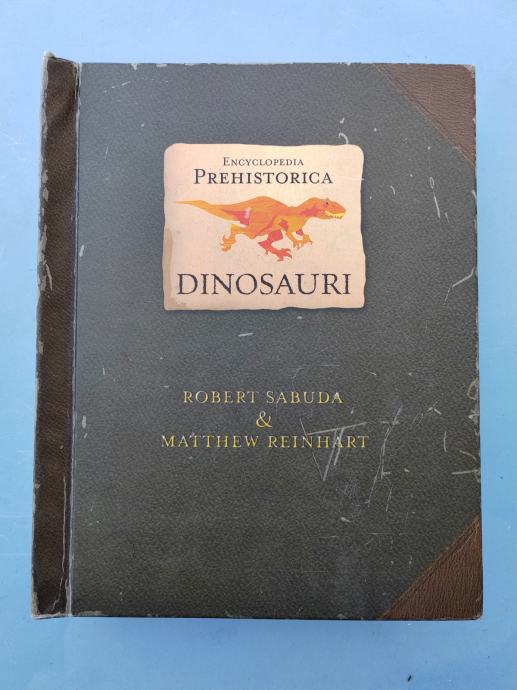 Encyclopedia
Prehistorica
DINOSAURI
ROBERT SABUDA
&
MATTHEW REINHART